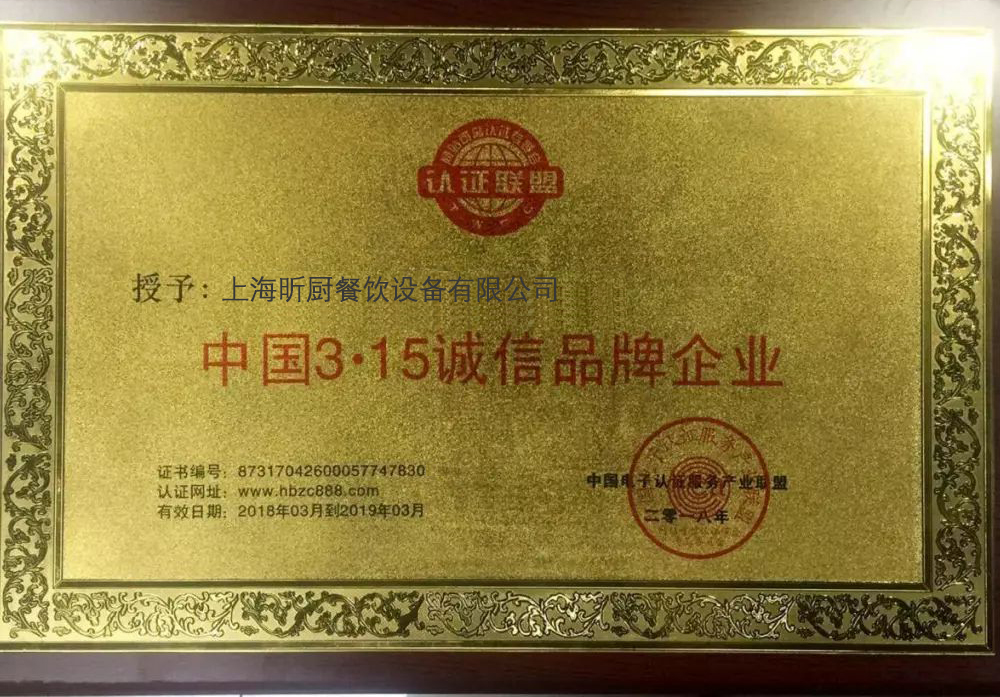 认证联盟
授予：上海昕厨餐饮设备有限公司
中国3·15诚信品牌企业
证书编号：87317042600057747830
认证网址：www.hbzc888.com
有效日期：2018年03月到2019年03月
中国电子认证服务产业联盟
二零一八年